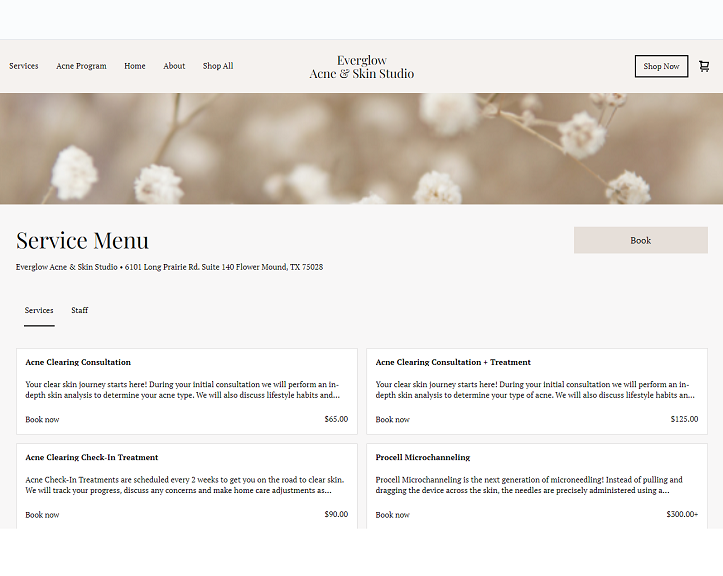 Services Acne Program Home About Shop All
Everglow
Acne & Skin Studio
Shop Now
Service Menu
Book
Everglow Acne & Skin Studio • 6101 Long Prairie Rd. Suite 140 Flower Mound, TX 75028
Services Staff
Acne Clearing Consultation
Your clear skin journey starts here! During your initial consultation we will perform an in-
depth skin analysis to determine your acne type. We will also discuss lifestyle habits and...
Book now $65.00
Acne Clearing Consultation + Treatment
Your clear skin journey starts here! During your initial consultation we will perform an in-
depth skin analysis to determine your type of acne. We will also discuss lifestyle habits an...
Book now $125.00
Acne Clearing Check-In Treatment
Acne Check-In Treatments are scheduled every 2 weeks to get you on the road to clear skin.
We will track your progress, discuss any concerns and make home care adjustments as...
Book now $90.00
Procell Microchanneling
Procell Microchanneling is the next generation of microneedling! Instead of pulling and
dragging the device across the skin, the needles are precisely administered using a...
Book now $300.00+